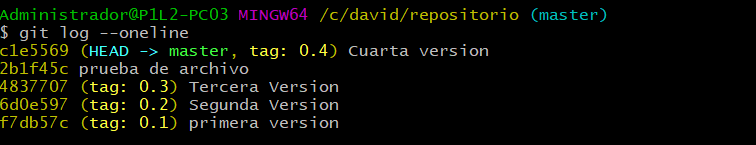 Administrador@P1L2-PC03 MINGW64 /c/david/repositorio (master)
$ git log --oneline
c1e5569 (HEAD -> master, tag: 0.4) Cuarta version
2b1f45c prueba de archivo
4837707 (tag: 0.3) Tercera Version
6d0e597 (tag: 0.2) Segunda Version
f7db57c (tag: 0.1) primera version